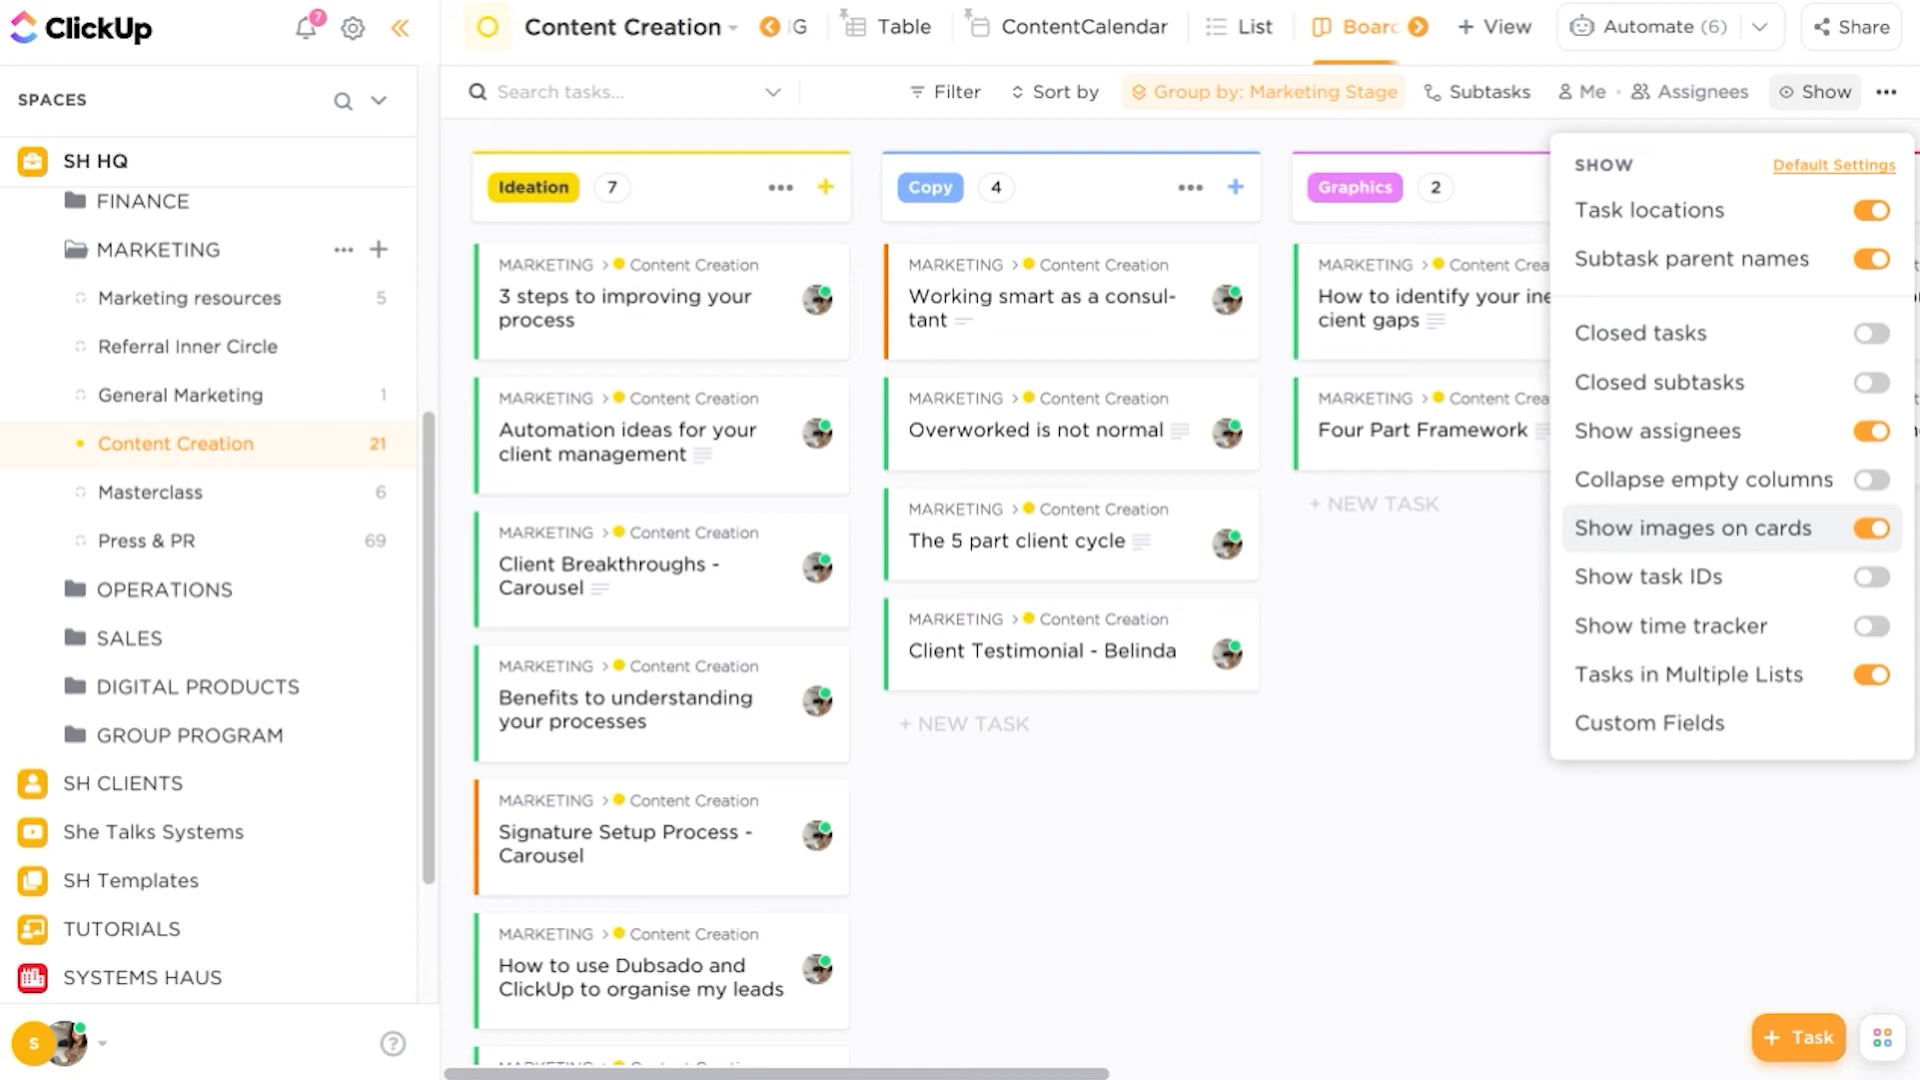 ClickUp
7
Content Creation
G
Table
ContentCalendar
List
Boar
+ View
Automate (6)
Share
SPACES
Search tasks...
Filter
Sort by
Group by: Marketing Stage
Subtasks
Me
Assignees
Show
SH HQ
FINANCE
MARKETING
Marketing resources 5
Referral Inner Circle
General Marketing 1
Content Creation 21
Masterclass 6
Press & PR 69
OPERATIONS
SALES
DIGITAL PRODUCTS
GROUP PROGRAM
SH CLIENTS
She Talks Systems
SH Templates
TUTORIALS
SYSTEMS HAUS
S
Ideation 7
MARKETING > Content Creation
3 steps to improving your
process
MARKETING > Content Creation
Automation ideas for your
client management
MARKETING > Content Creation
Client Breakthroughs -
Carousel
MARKETING > Content Creation
Benefits to understanding
your processes
MARKETING > Content Creation
Signature Setup Process -
Carousel
MARKETING > Content Creation
How to use Dubsado and
ClickUp to organise my leads
Copy 4
MARKETING > Content Creation
Working smart as a consul-
tant
MARKETING > Content Creation
Overworked is not normal
MARKETING > Content Creation
The 5 part client cycle
MARKETING > Content Creation
Client Testimonial - Belinda
+ NEW TASK
Graphics 2
MARKETING > Content Crea
How to identify your ine
cient gaps
MARKETING > Content Crea
Four Part Framework
+ NEW TASK
SHOW
Default Settings
Task locations
Subtask parent names
Closed tasks
Closed subtasks
Show assignees
Collapse empty columns
Show images on cards
Show task IDs
Show time tracker
Tasks in Multiple Lists
Custom Fields
+ Task